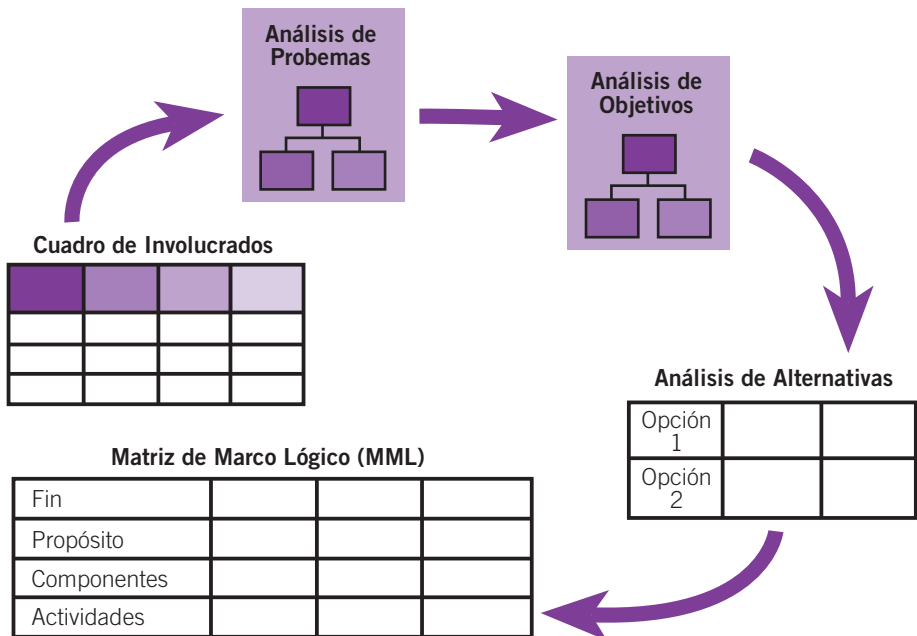 Análisis de
Probemas
Análisis de
Objetivos
Cuadro de Involucrados
Análisis de Alternativas
Opción
1
Opción
2
Matriz de Marco Lógico (MML)
Fin
Propósito
Componentes
Actividades